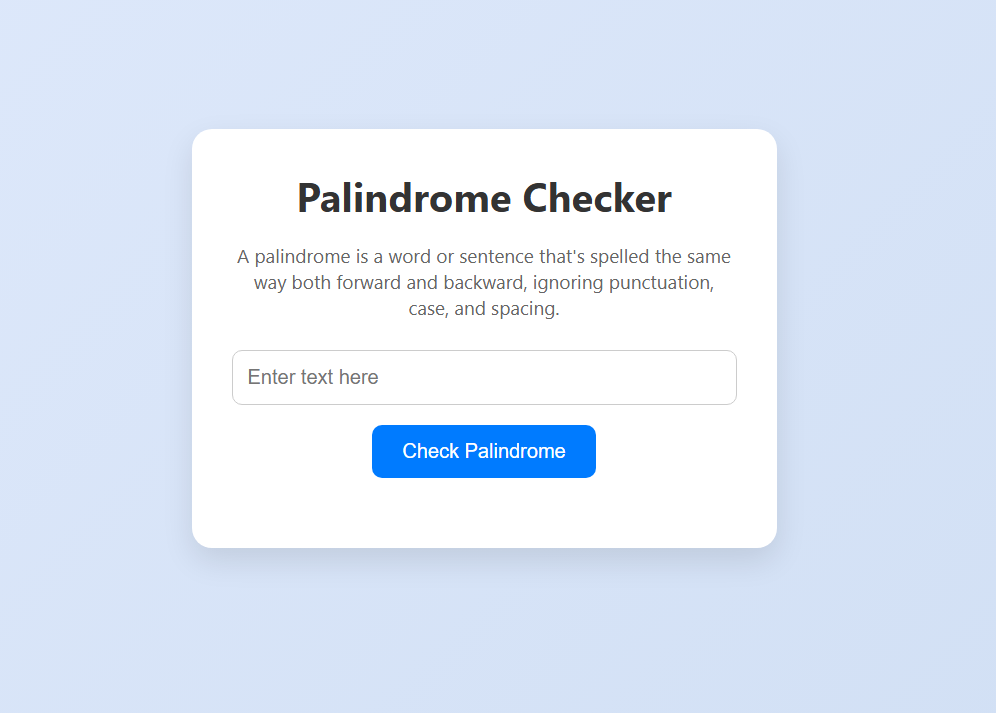 Palindrome Checker
A palindrome is a word or sentence that's spelled the same
way both forward and backward, ignoring punctuation,
case, and spacing.
Enter text here
Check Palindrome